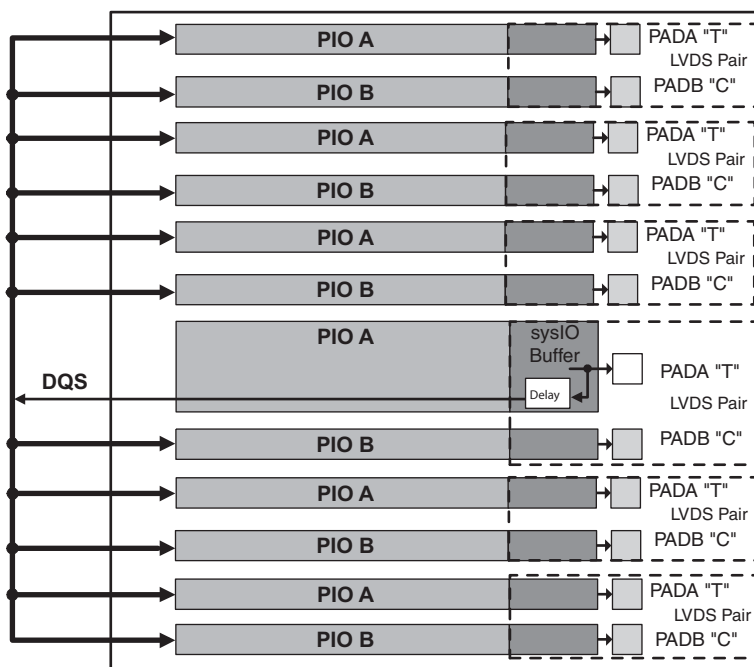 PIO A
PADA "T"
LVDS Pair
PIO B
PADB "C"
PIO A
PADA "T"
LVDS Pair
PIO B
PADB "C"
PIO A
PADA "T"
LVDS Pair
PIO B
PADB "C"
PIO A
sysIO
Buffer
PADA "T"
DQS
Delay
LVDS Pair
PIO B
PADB "C"
PIO A
PADA "T"
LVDS Pair
PIO B
PADB "C"
PIO A
PADA "T"
LVDS Pair
PIO B
PADB "C"